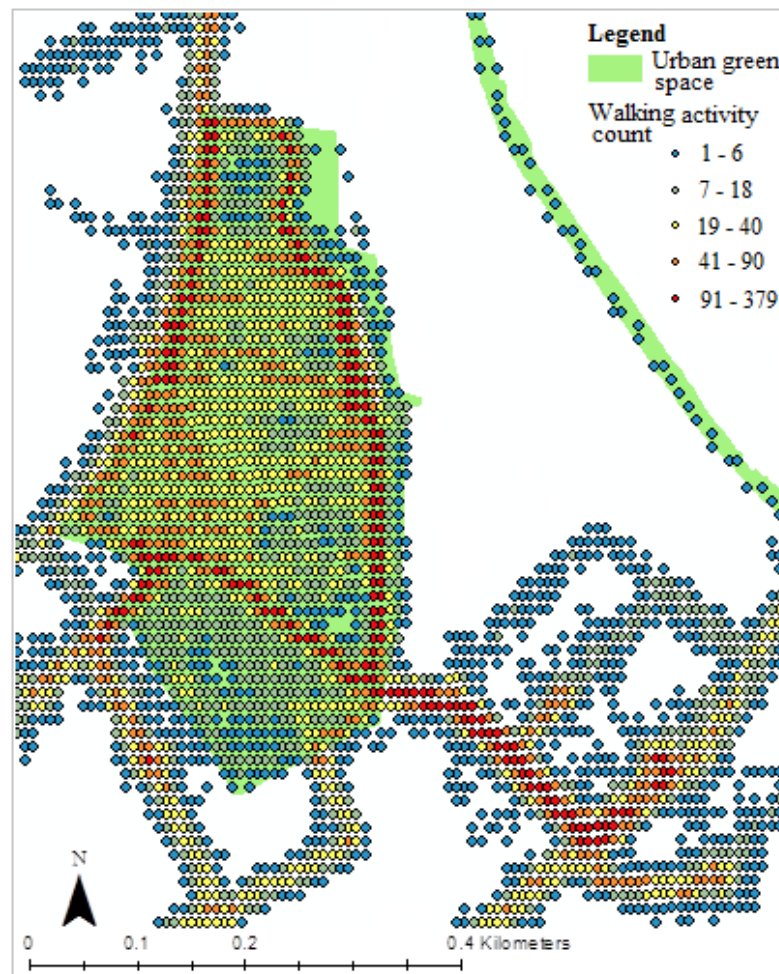 Legend
Urban green
space
Walking activity
count
1 - 6
7 - 18
19 - 40
41 - 90
91 - 379
N
0 0.1 0.2 0.4 Kilometers